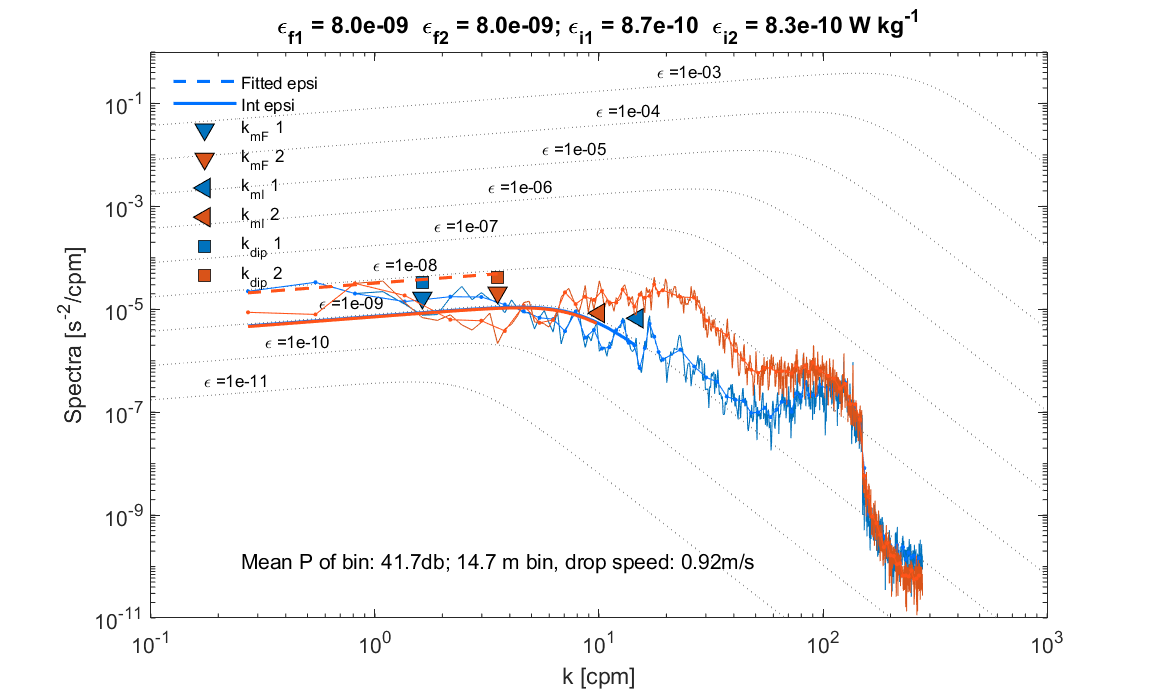 ϵf1 = 8.0e-09 ϵf2 = 8.0e-09; ϵi1 = 8.7e-10 ϵi2 = 8.3e-10 W kg-1
Fitted epsi
Int epsi
kmF 1
kmF 2
kmI 1
kmI 2
kdip 1
kdip 2
ϵ =1e-03
ϵ =1e-04
ϵ =1e-05
ϵ =1e-06
ϵ =1e-07
ϵ =1e-08
ϵ =1e-09
ϵ =1e-10
ϵ =1e-11
Mean P of bin: 41.7db; 14.7 m bin, drop speed: 0.92m/s
Spectra [s-2/cpm]
10-1
10-3
10-5
10-7
10-9
10-11
10-1 100 101 102 103
k [cpm]